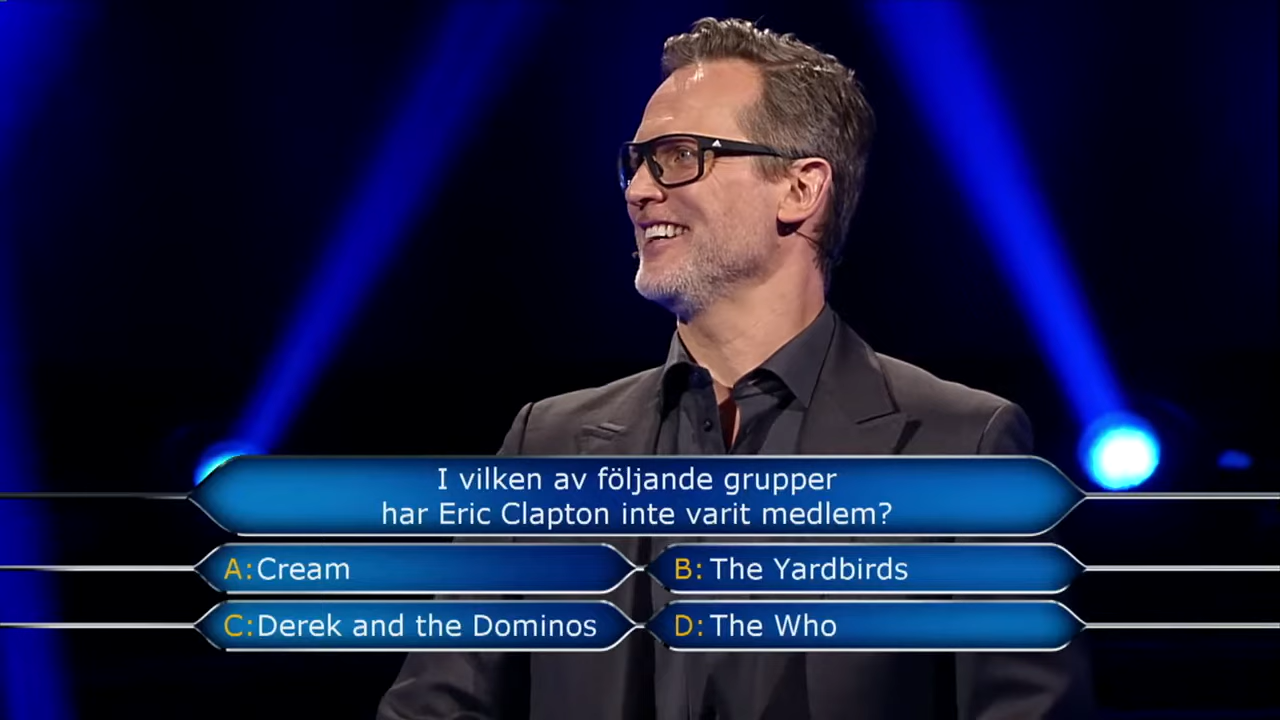 I vilken av följande grupper
har Eric Clapton inte varit medlem?
A: Cream
B: The Yardbirds
C: Derek and the Dominos
D: The Who